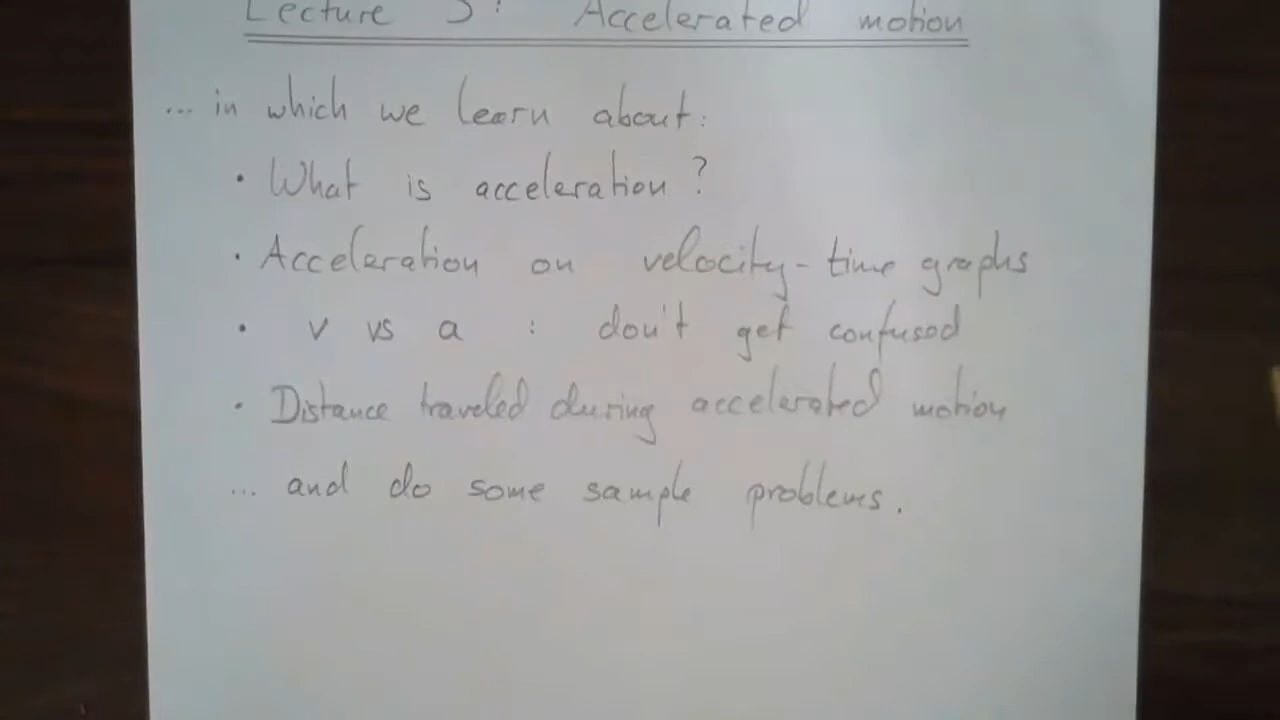 Lecture 3: Accelerated motion
... in which we learn about:
• What is acceleration?
• Acceleration on velocity-time graphs
• v vs a : don't get confused
• Distance traveled during accelerated motion
... and do some sample problems.